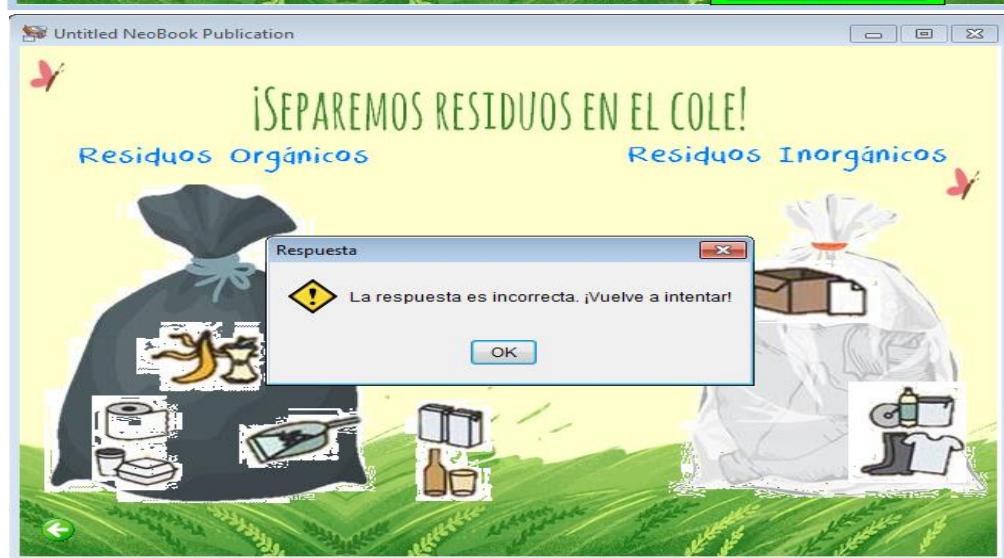 Untitled NeoBook Publication
¡SEPAREMOS RESIDUOS EN EL COLE!
Residuos Orgánicos
Residuos Inorgánicos
Respuesta
La respuesta es incorrecta. ¡Vuelve a intentar!
OK